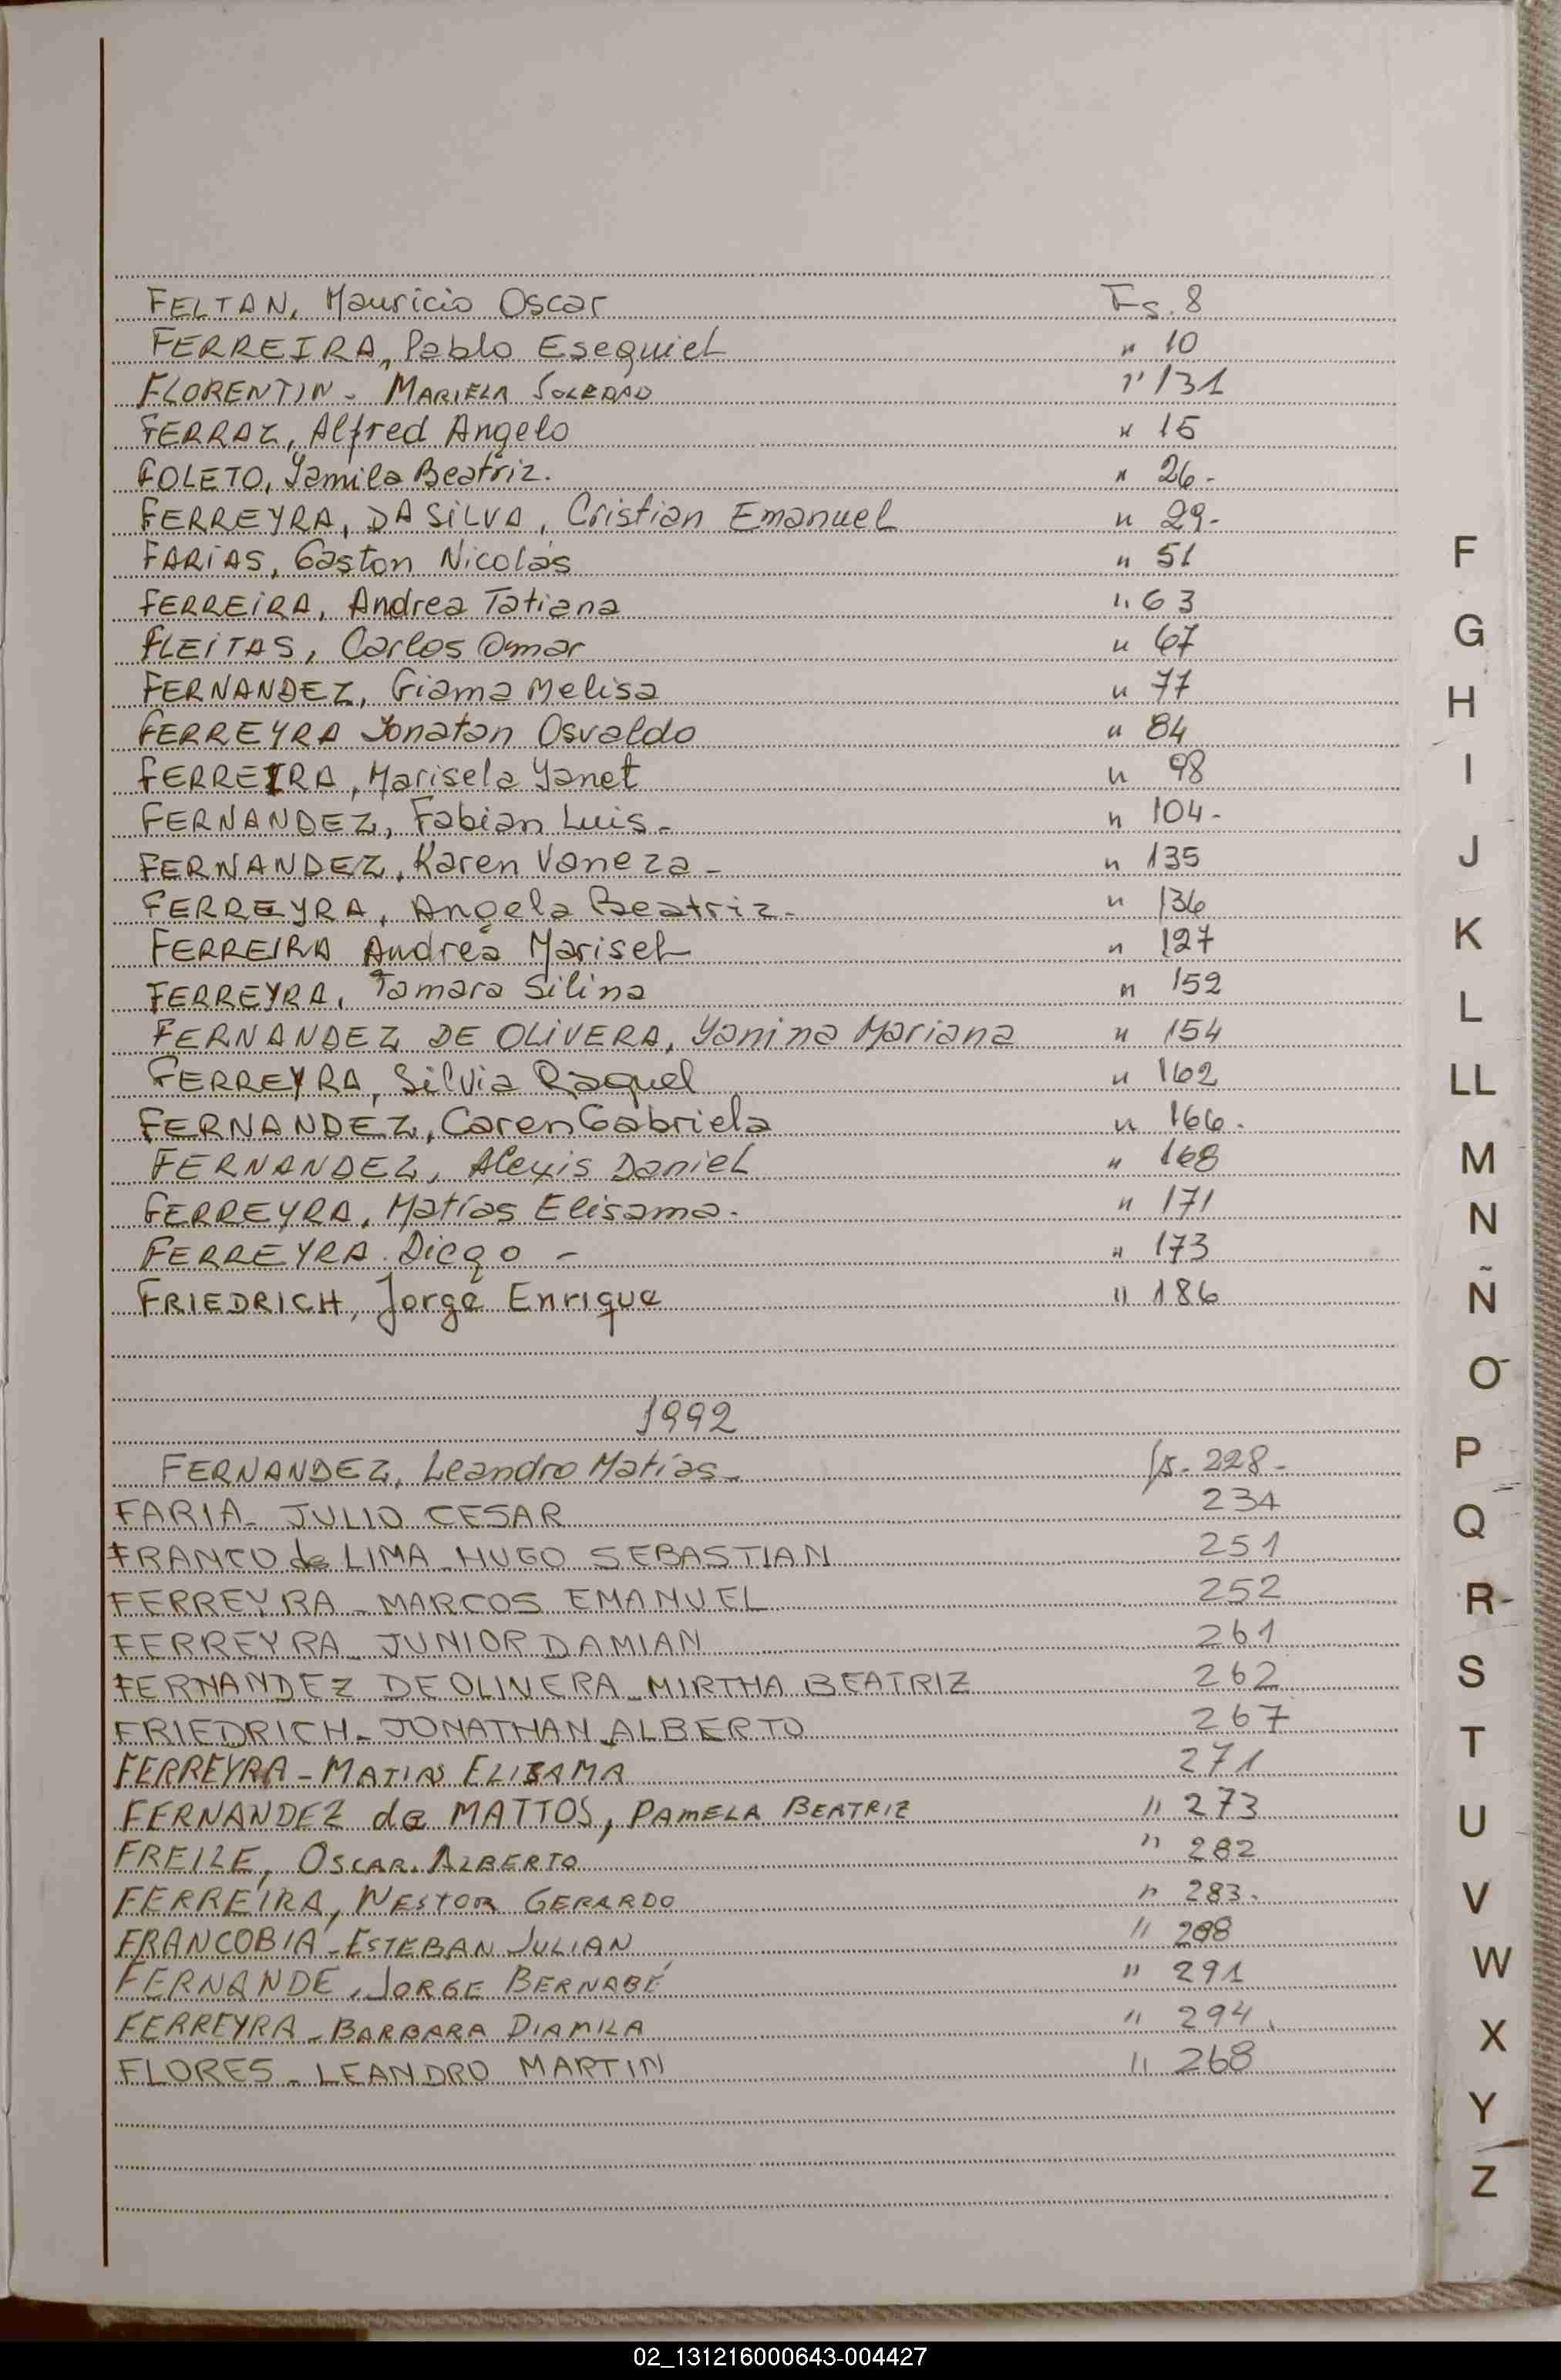 FELTAN, Mauricio Oscar Fs. 8
FERREIRA, Pablo Esequiel " 10
FLORENTIN - MARIELA SOLEDAD " 131
FERRAZ, Alfred Angelo " 15
FOLETO, Yamila Beatriz. " 26-
FERREYRA, DA SILVA, Cristian Emanuel " 29-
FARIAS, Gaston Nicolás " 51
FERREIRA, Andrea Tatiana " 63
FLEITAS, Carlos Omar " 67
FERNANDEZ, Giama Melisa " 77
FERREYRA Jonatan Osvaldo " 84
FERREIRA, Marisela Yanet " 98
FERNANDEZ, Fabian Luis- " 104-
FERNANDEZ, Karen Vaneza- " 135
FERREYRA, Angela Beatriz- " 136
FERREIRA Andrea Marisel " 127
FERREYRA, Tamara Silina " 152
FERNANDEZ DE OLIVERA, Yanina Mariana " 154
FERREYRA, Silvia Raquel " 162
FERNANDEZ, Caren Gabriela " 166.
FERNANDEZ, Alexis Daniel " 168
FERREYRA, Matías Elisama. " 171
FERREYRA Diego - " 173
FRIEDRICH, Jorge Enrique " 186
1992
FERNANDEZ, Leandro Matías- fs. 228-
FARIA- JULIO CESAR 234
FRANCO de LIMA - HUGO SEBASTIAN 251
FERREYRA - MARCOS EMANUEL 252
FERREYRA - JUNIOR DAMIAN 261
FERNANDEZ DE OLIVERA - MIRTHA BEATRIZ 262
FRIEDRICH - JONATHAN ALBERTO 267
FERREYRA - MATIAS ELISAMA 271
FERNANDEZ de MATTOS, PAMELA BEATRIZ " 273
FREILE, OSCAR. ALBERTO " 282
FERREIRA, NESTOR GERARDO " 283.
FRANCOBIA - ESTEBAN JULIAN " 288
FERNANDE, JORGE BERNABÉ " 291
FERREYRA - BARBARA DIAMILA " 294.
FLORES - LEANDRO MARTIN " 268
F
G
H
I
J
K
L
LL
M
N
Ñ
O
P
Q
R
S
T
U
V
W
X
Y
Z
02_131216000643-004427